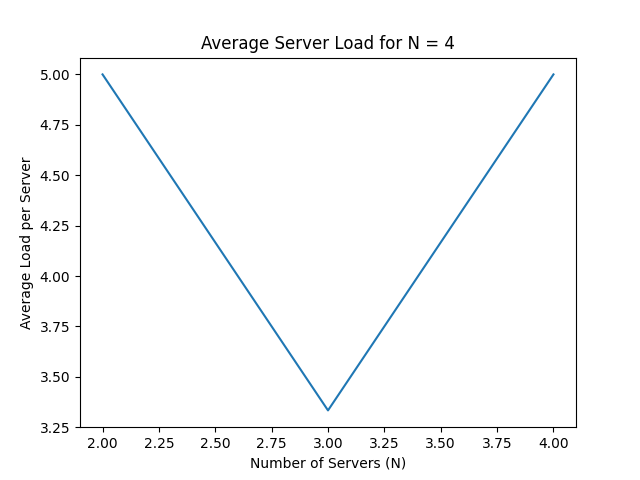 Average Server Load for N = 4
Average Load per Server
5.00
4.75
4.50
4.25
4.00
3.75
3.50
3.25
2.00 2.25 2.50 2.75 3.00 3.25 3.50 3.75 4.00
Number of Servers (N)